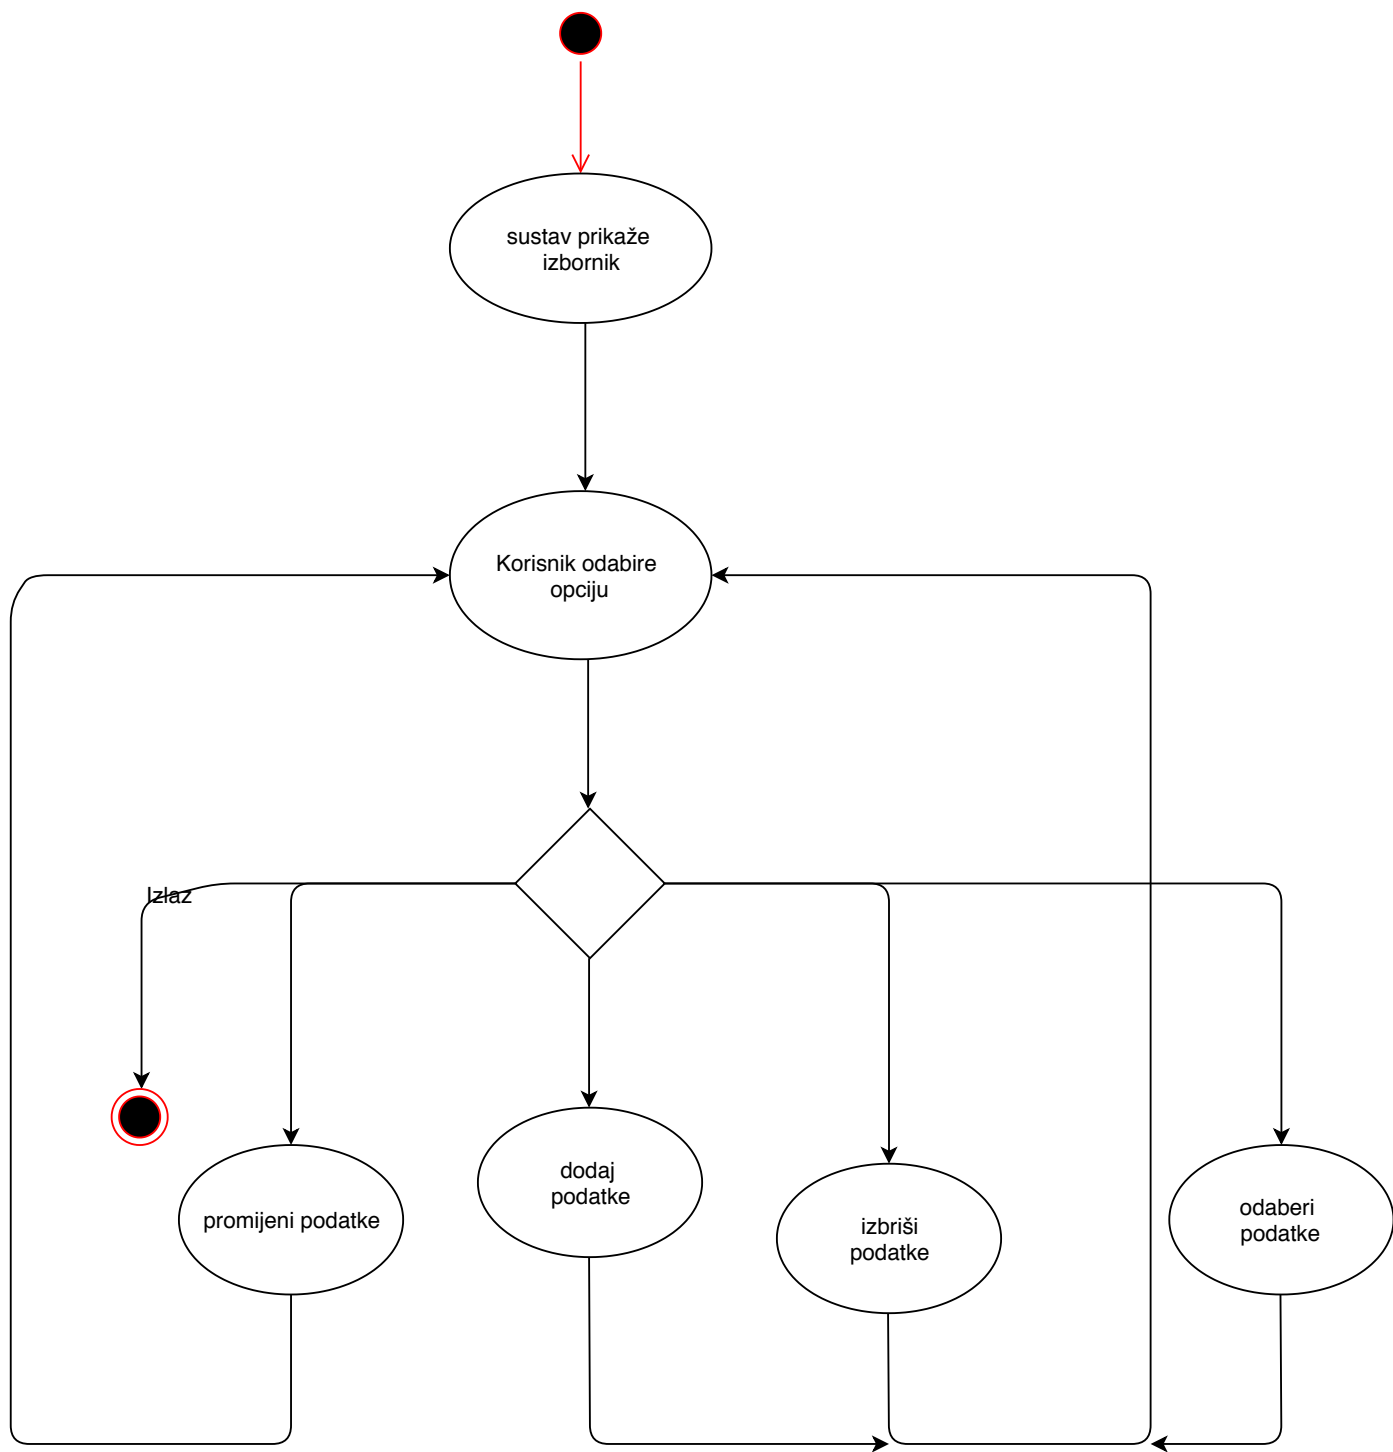 sustav prikaže
izbornik
Korisnik odabire
opciju
Izlaz
promijeni podatke
dodaj
podatke
izbriši
podatke
odaberi
podatke